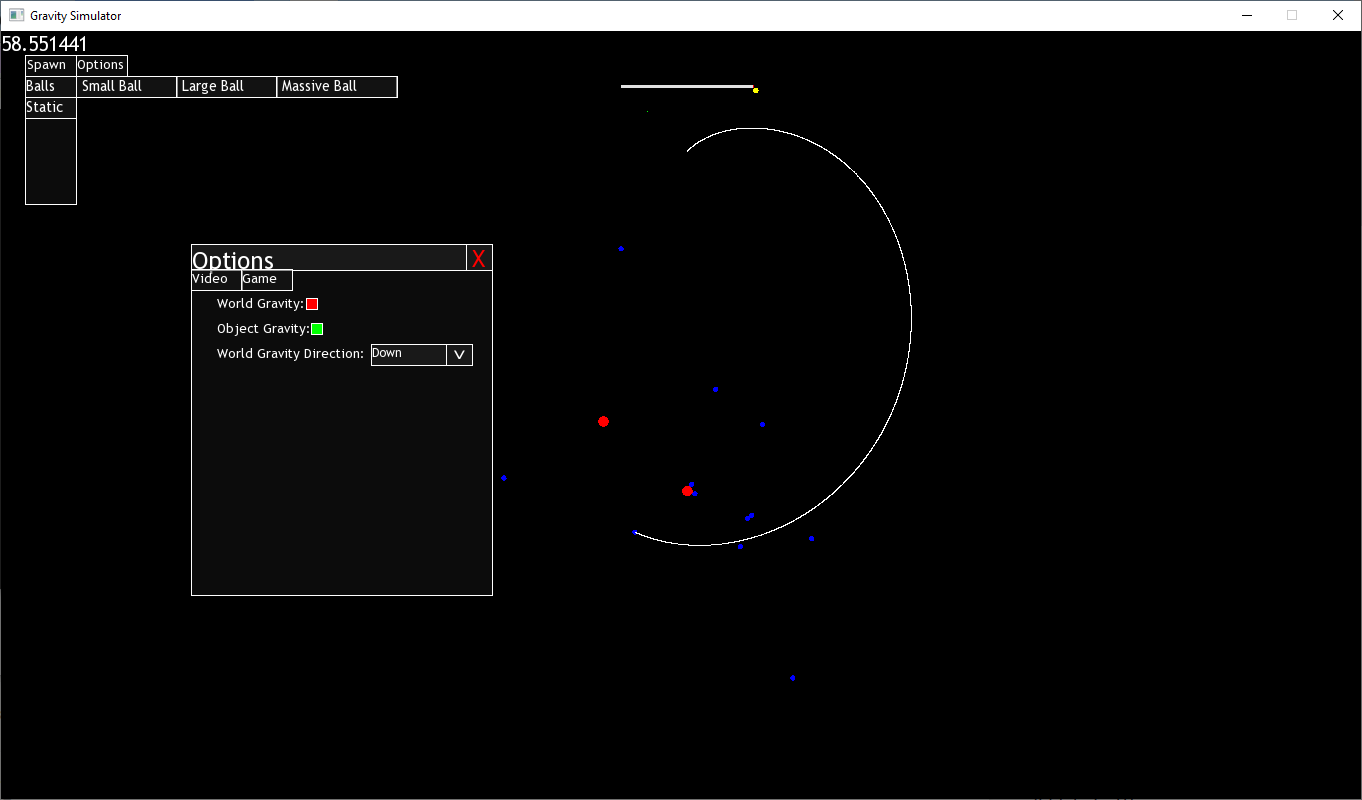 Gravity Simulator
58.551441
Spawn Options
Balls Small Ball Large Ball Massive Ball
Static
Options X
Video Game
World Gravity:
Object Gravity:
World Gravity Direction: Down V